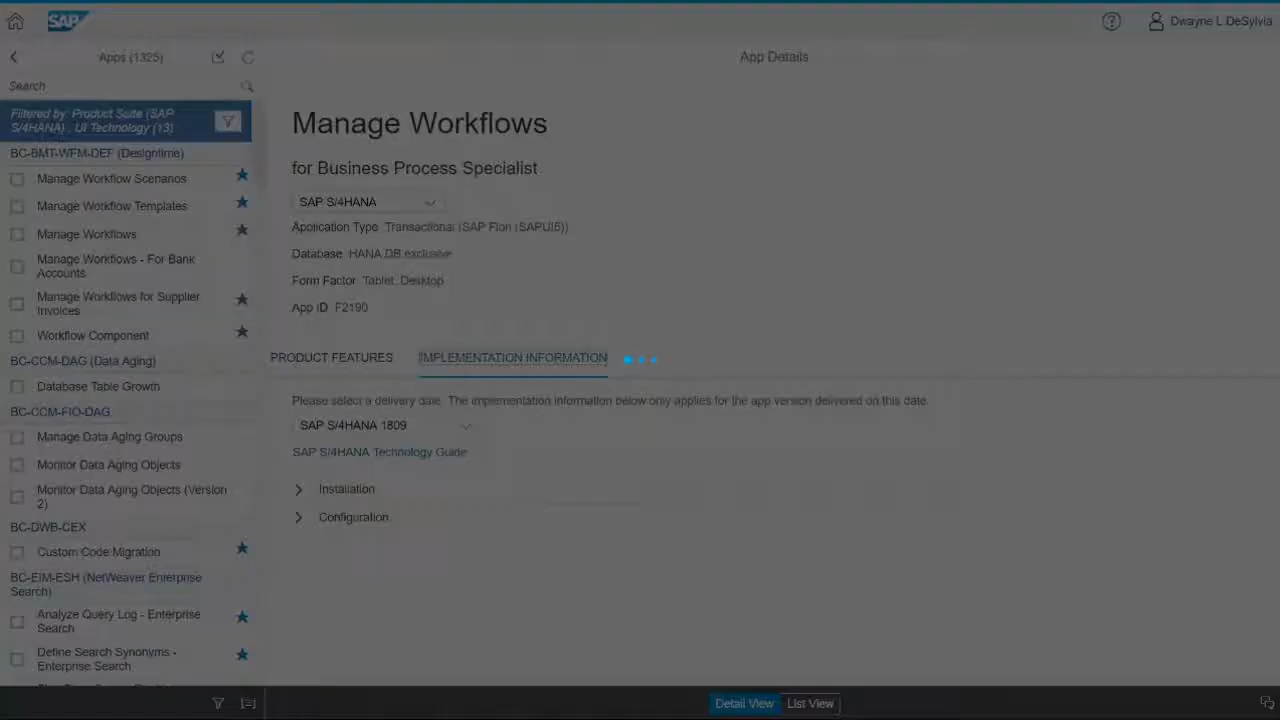 SAP
Dwayne L DeSylvia
Apps (1325)
App Details
Search
Filtered by: Product Suite (SAP
S/4HANA) , UI Technology (13)
BC-BMT-WFM-DEF (Designtime)
Manage Workflow Scenarios
Manage Workflow Templates
Manage Workflows
Manage Workflows - For Bank
Accounts
Manage Workflows for Supplier
Invoices
Workflow Component
BC-CCM-DAG (Data Aging)
Database Table Growth
BC-CCM-FIO-DAG
Manage Data Aging Groups
Monitor Data Aging Objects
Monitor Data Aging Objects (Version
2)
BC-DWB-CEX
Custom Code Migration
BC-EIM-ESH (NetWeaver Enterprise
Search)
Analyze Query Log - Enterprise
Search
Define Search Synonyms -
Enterprise Search
Manage Workflows
for Business Process Specialist
SAP S/4HANA
Application Type Transactional (SAP Fiori (SAPUI5))
Database HANA DB exclusive
Form Factor Tablet, Desktop
App ID F2190
PRODUCT FEATURES
IMPLEMENTATION INFORMATION
Please select a delivery date. The implementation information below only applies for the app version delivered on this date.
SAP S/4HANA 1809
SAP S/4HANA Technology Guide
Installation
Configuration
Detail View
List View